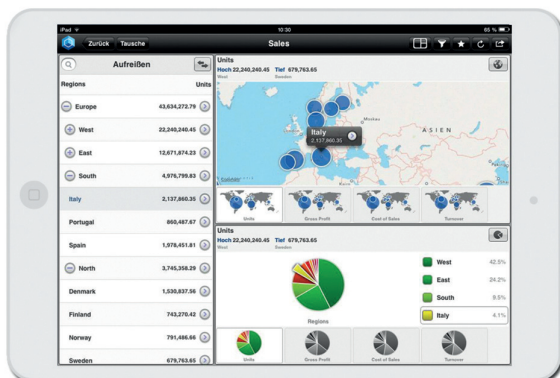 iPad
10:30
65 %
Zurück Tausche
Sales
Aufreißen
Regions Units
Europe 43,634,272.79
West 22,240,240.45
East 12,671,874.23
South 4,976,799.83
Italy 2,137,860.35
Portugal 860,487.67
Spain 1,978,451.81
North 3,745,358.29
Denmark 1,530,837.56
Finland 743,270.42
Norway 791,486.66
Sweden 679,763.65
Units
Hoch 22,240,240.45 Tief 679,763.65
West Sweden
Moskau
ASIEN
Italy
2,137,860.35
Units Gross Profit Cost of Sales Turnover
Units
Hoch 22,240,240.45 Tief 679,763.65
West Sweden
West 42.5%
East 24.2%
South 9.5%
Italy 4.1%
Regions
Units Gross Profit Cost of Sales Turnover